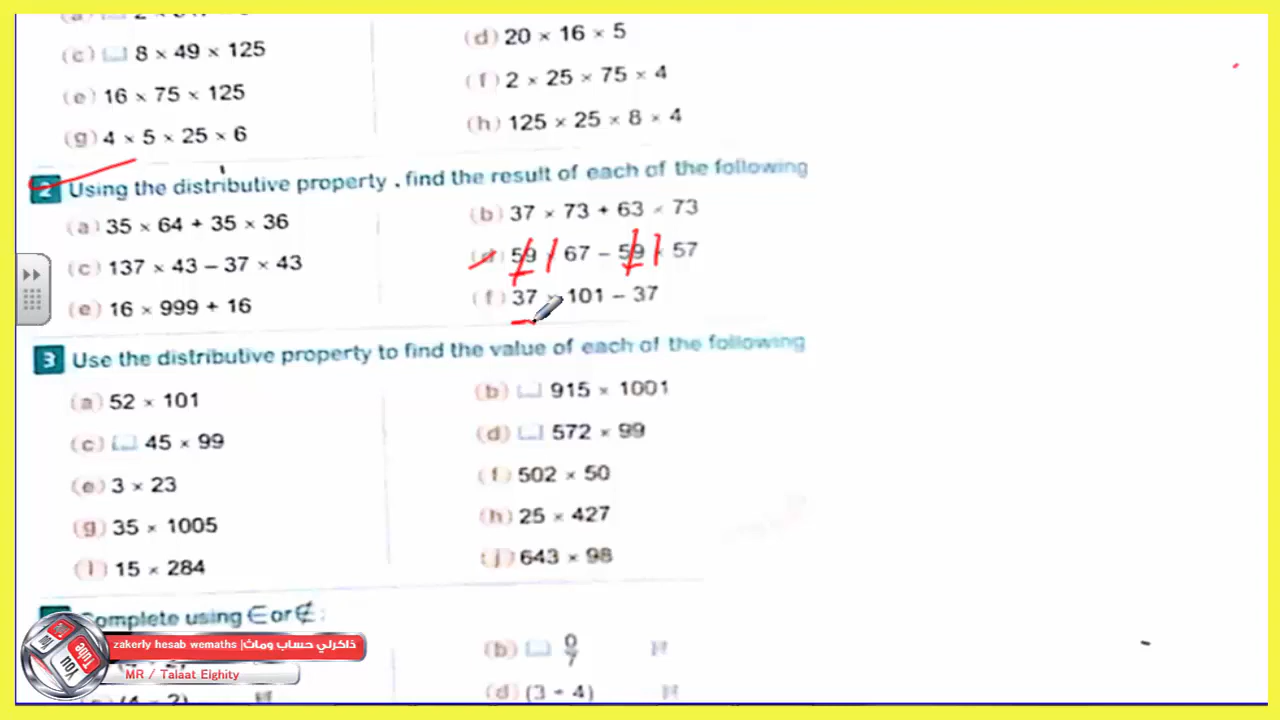 (c) 8 × 49 × 125
(d) 20 × 16 × 5
(e) 16 × 75 × 125
(f) 2 × 25 × 75 × 4
(g) 4 × 5 × 25 × 6
(h) 125 × 25 × 8 × 4
2 Using the distributive property , find the result of each of the following
(a) 35 × 64 + 35 × 36
(b) 37 × 73 + 63 × 73
(c) 137 × 43 – 37 × 43
(d) 59 × 67 – 59 × 57
(e) 16 × 999 + 16
(f) 37 × 101 – 37
3 Use the distributive property to find the value of each of the following
(a) 52 × 101
(b) 915 × 1001
(c) 45 × 99
(d) 572 × 99
(e) 3 × 23
(f) 502 × 50
(g) 35 × 1005
(h) 25 × 427
(i) 15 × 284
(j) 643 × 98
Complete using ∈ or ∉ :
(b) 0/7
(d) (3 – 4)
zakerly hesab wemaths |ذاكرلي حساب وماث
MR / Talaat Eighity
You
Tube